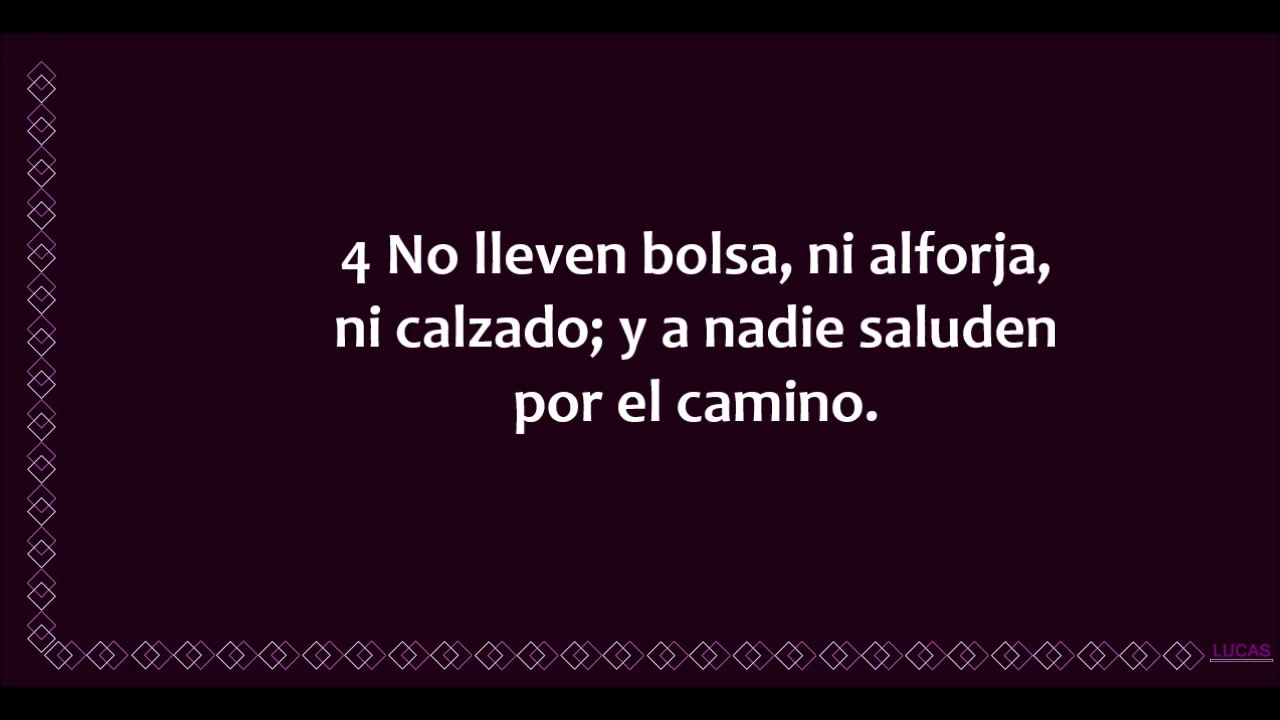 4 No lleven bolsa, ni alforja,
ni calzado; y a nadie saluden
por el camino.
LUCAS